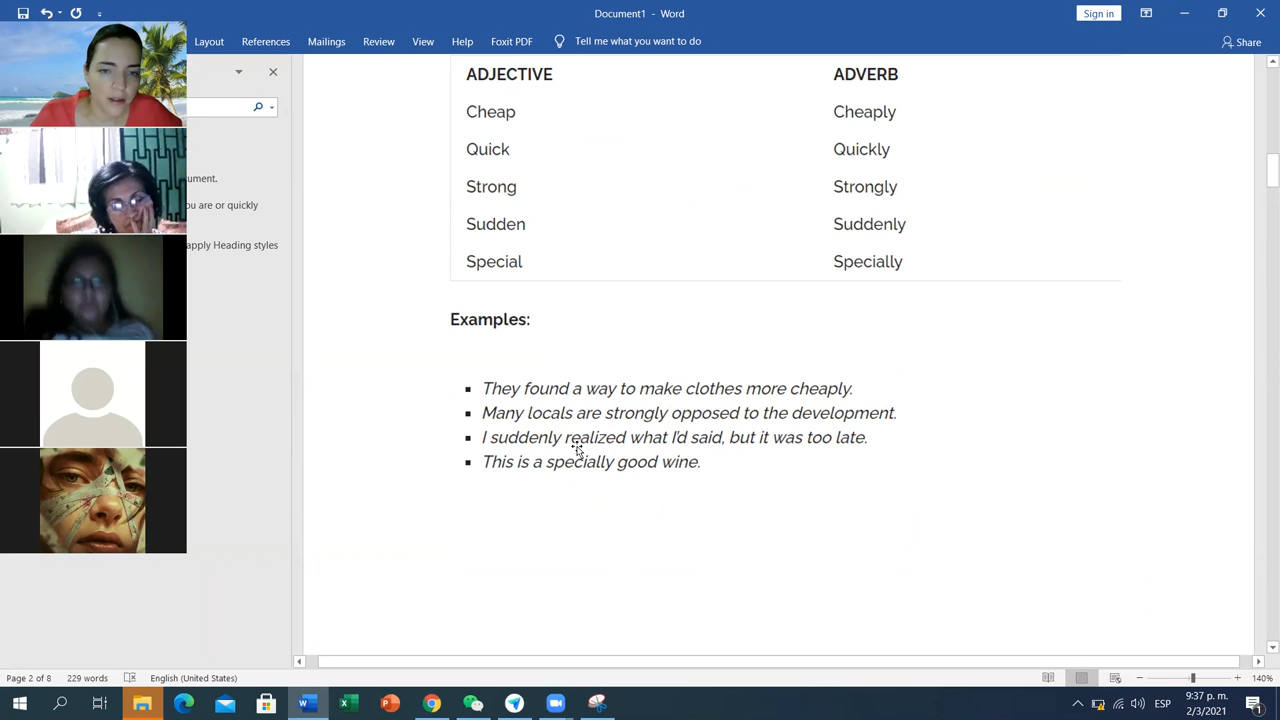 Document1 - Word
Sign in
Layout References Mailings Review View Help Foxit PDF Tell me what you want to do Share
ADJECTIVE ADVERB
Cheap Cheaply
Quick Quickly
Strong Strongly
Sudden Suddenly
Special Specially
ument.
ou are or quickly
apply Heading styles
Examples:
They found a way to make clothes more cheaply.
Many locals are strongly opposed to the development.
I suddenly realized what I'd said, but it was too late.
This is a specially good wine.
Page 2 of 8 229 words English (United States) 140%
ESP 9:37 p. m.
2/3/2021